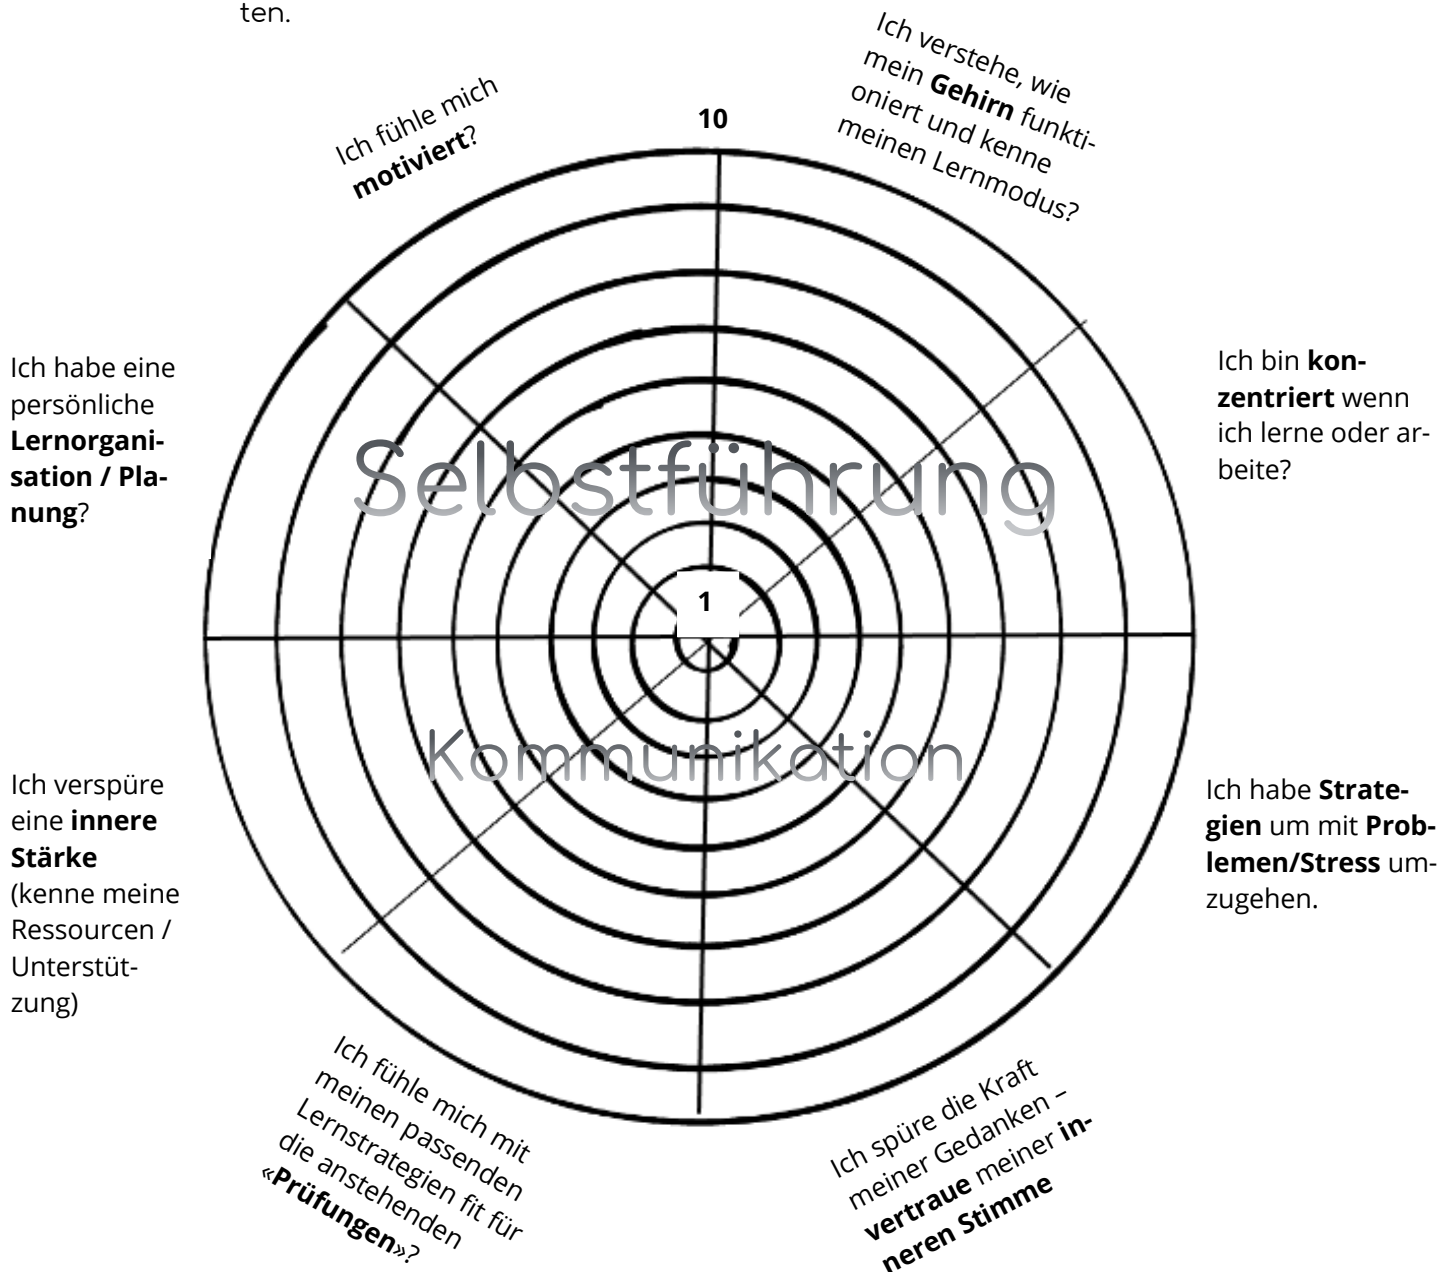 ten.
Ich fühle mich
motiviert?
10
Ich verstehe, wie
mein Gehirn funkti-
oniert und kenne
meinen Lernmodus?
Ich habe eine
persönliche
Lernorgani-
sation / Pla-
nung?
Ich bin kon-
zentriert wenn
ich lerne oder ar-
beite?
Selbstführung
1
Kommunikation
Ich verspüre
eine innere
Stärke
(kenne meine
Ressourcen /
Unterstüt-
zung)
Ich habe Strate-
gien um mit Prob-
lemen/Stress um-
zugehen.
Ich fühle mich mit
meinen passenden
Lernstrategien fit für
die anstehenden
«Prüfungen»?
Ich spüre die Kraft
meiner Gedanken –
vertraue meiner in-
neren Stimme